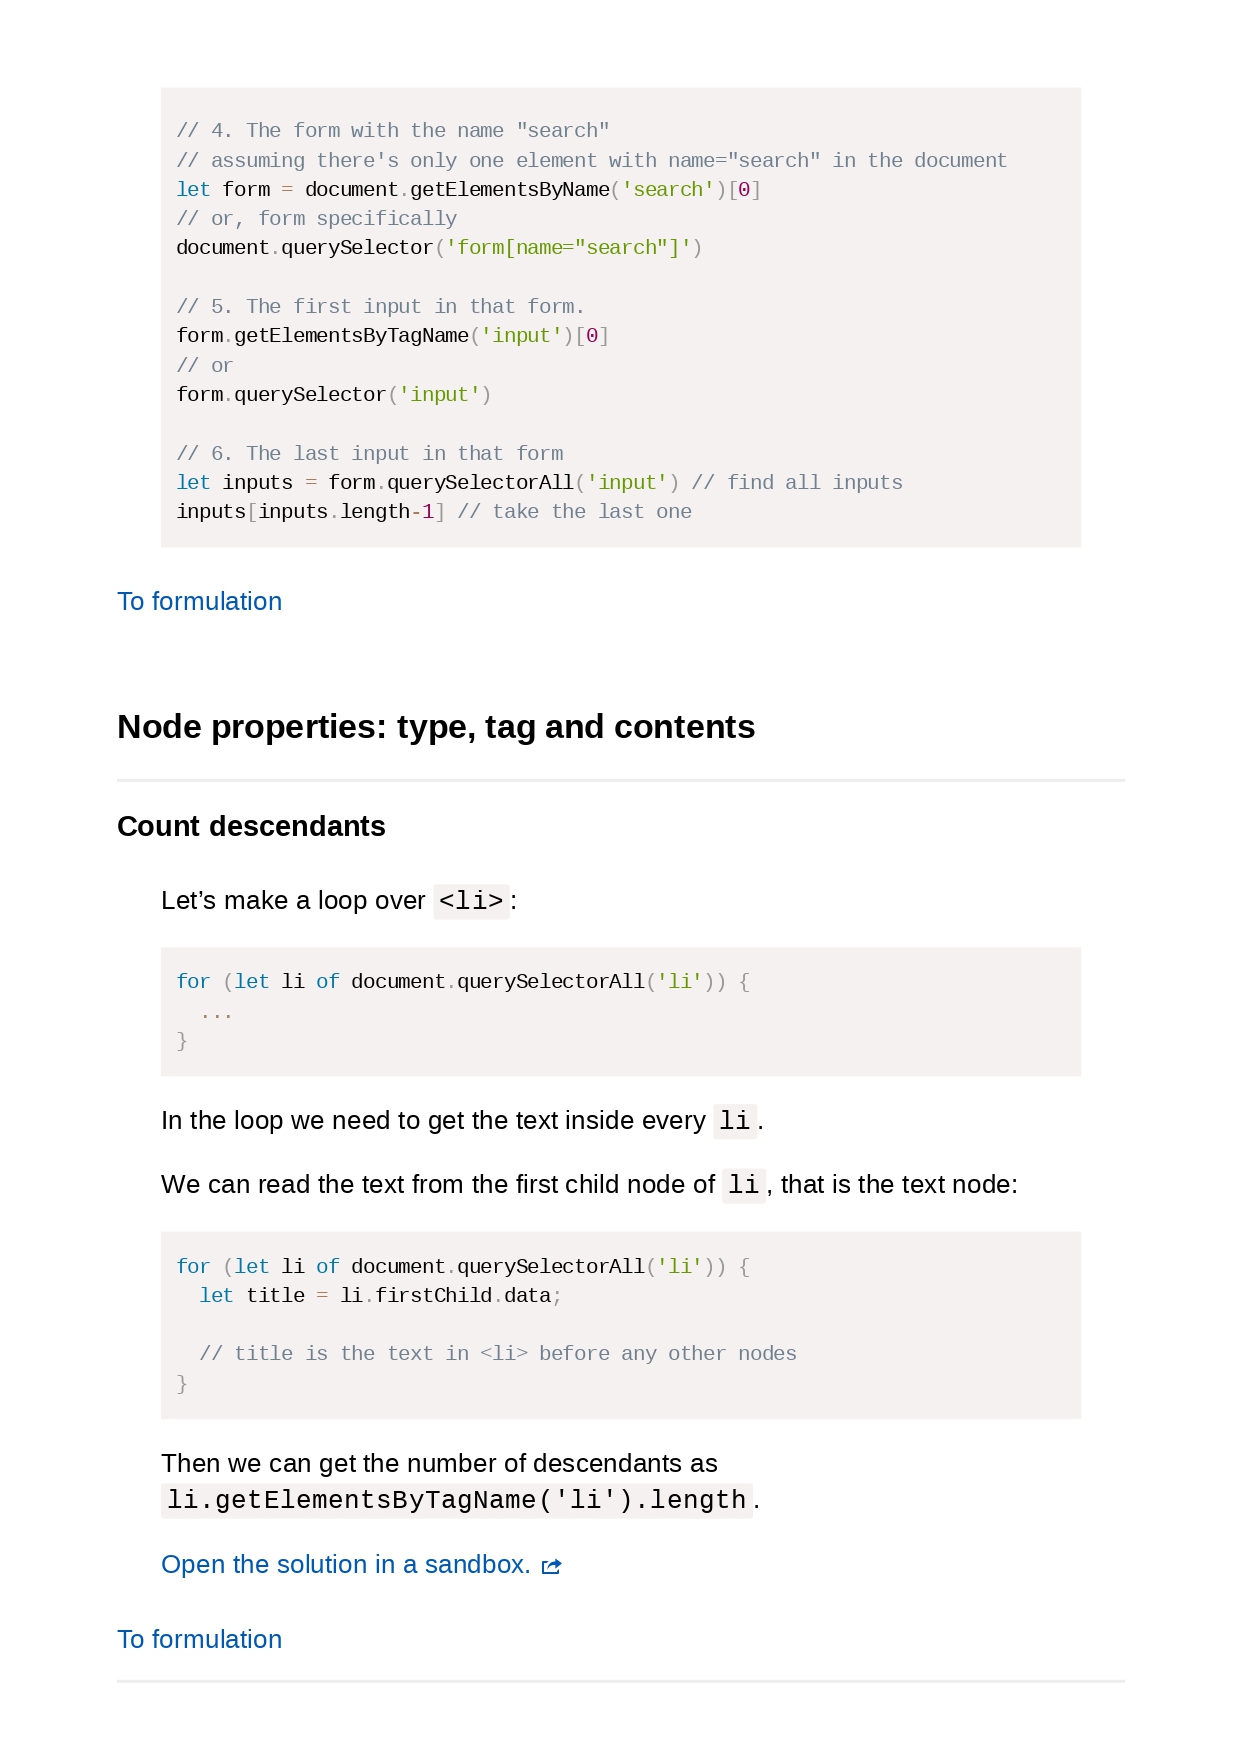 // 4. The form with the name "search"
// assuming there's only one element with name="search" in the document
let form = document.getElementsByName('search')[0]
// or, form specifically
document.querySelector('form[name="search"]')

// 5. The first input in that form.
form.getElementsByTagName('input')[0]
// or
form.querySelector('input')

// 6. The last input in that form
let inputs = form.querySelectorAll('input') // find all inputs
inputs[inputs.length-1] // take the last one

To formulation

Node properties: type, tag and contents

Count descendants

Let’s make a loop over <li>:

for (let li of document.querySelectorAll('li')) {
  ...
}

In the loop we need to get the text inside every li.

We can read the text from the first child node of li, that is the text node:

for (let li of document.querySelectorAll('li')) {
  let title = li.firstChild.data;

  // title is the text in <li> before any other nodes
}

Then we can get the number of descendants as
li.getElementsByTagName('li').length.

Open the solution in a sandbox.

To formulation